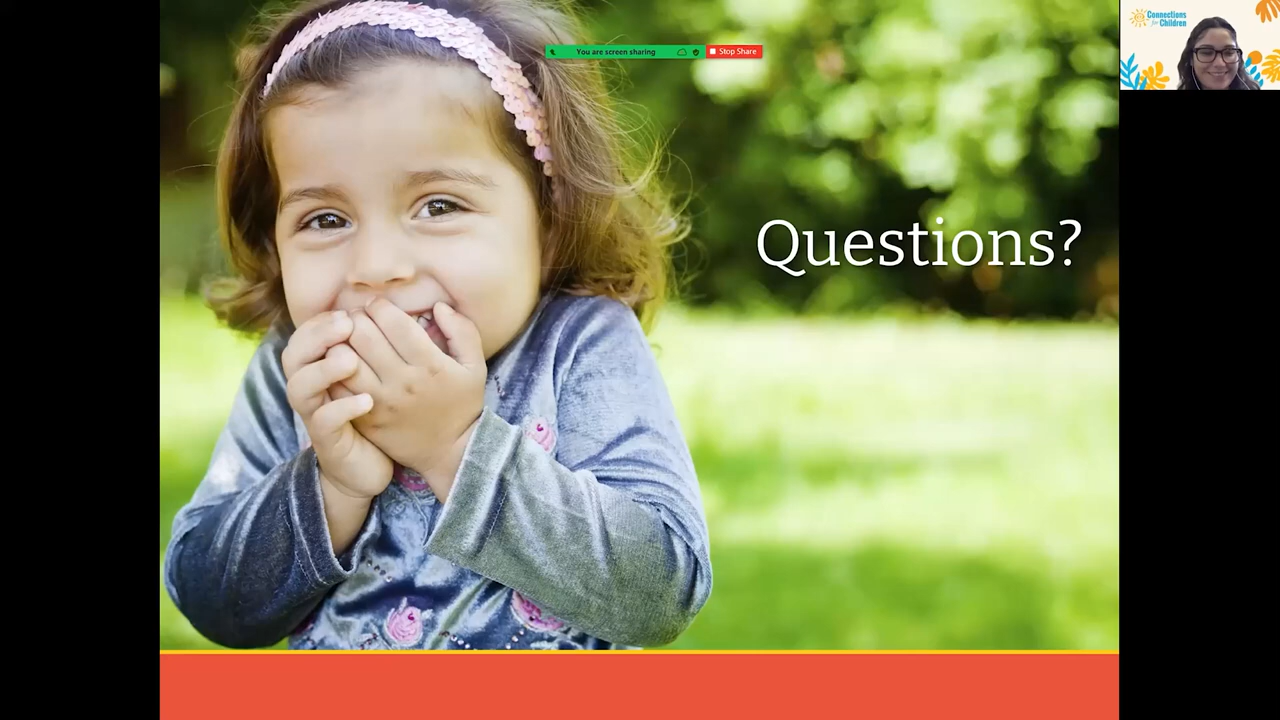 You are screen sharing
Stop Share
Connections
for Children
Questions?